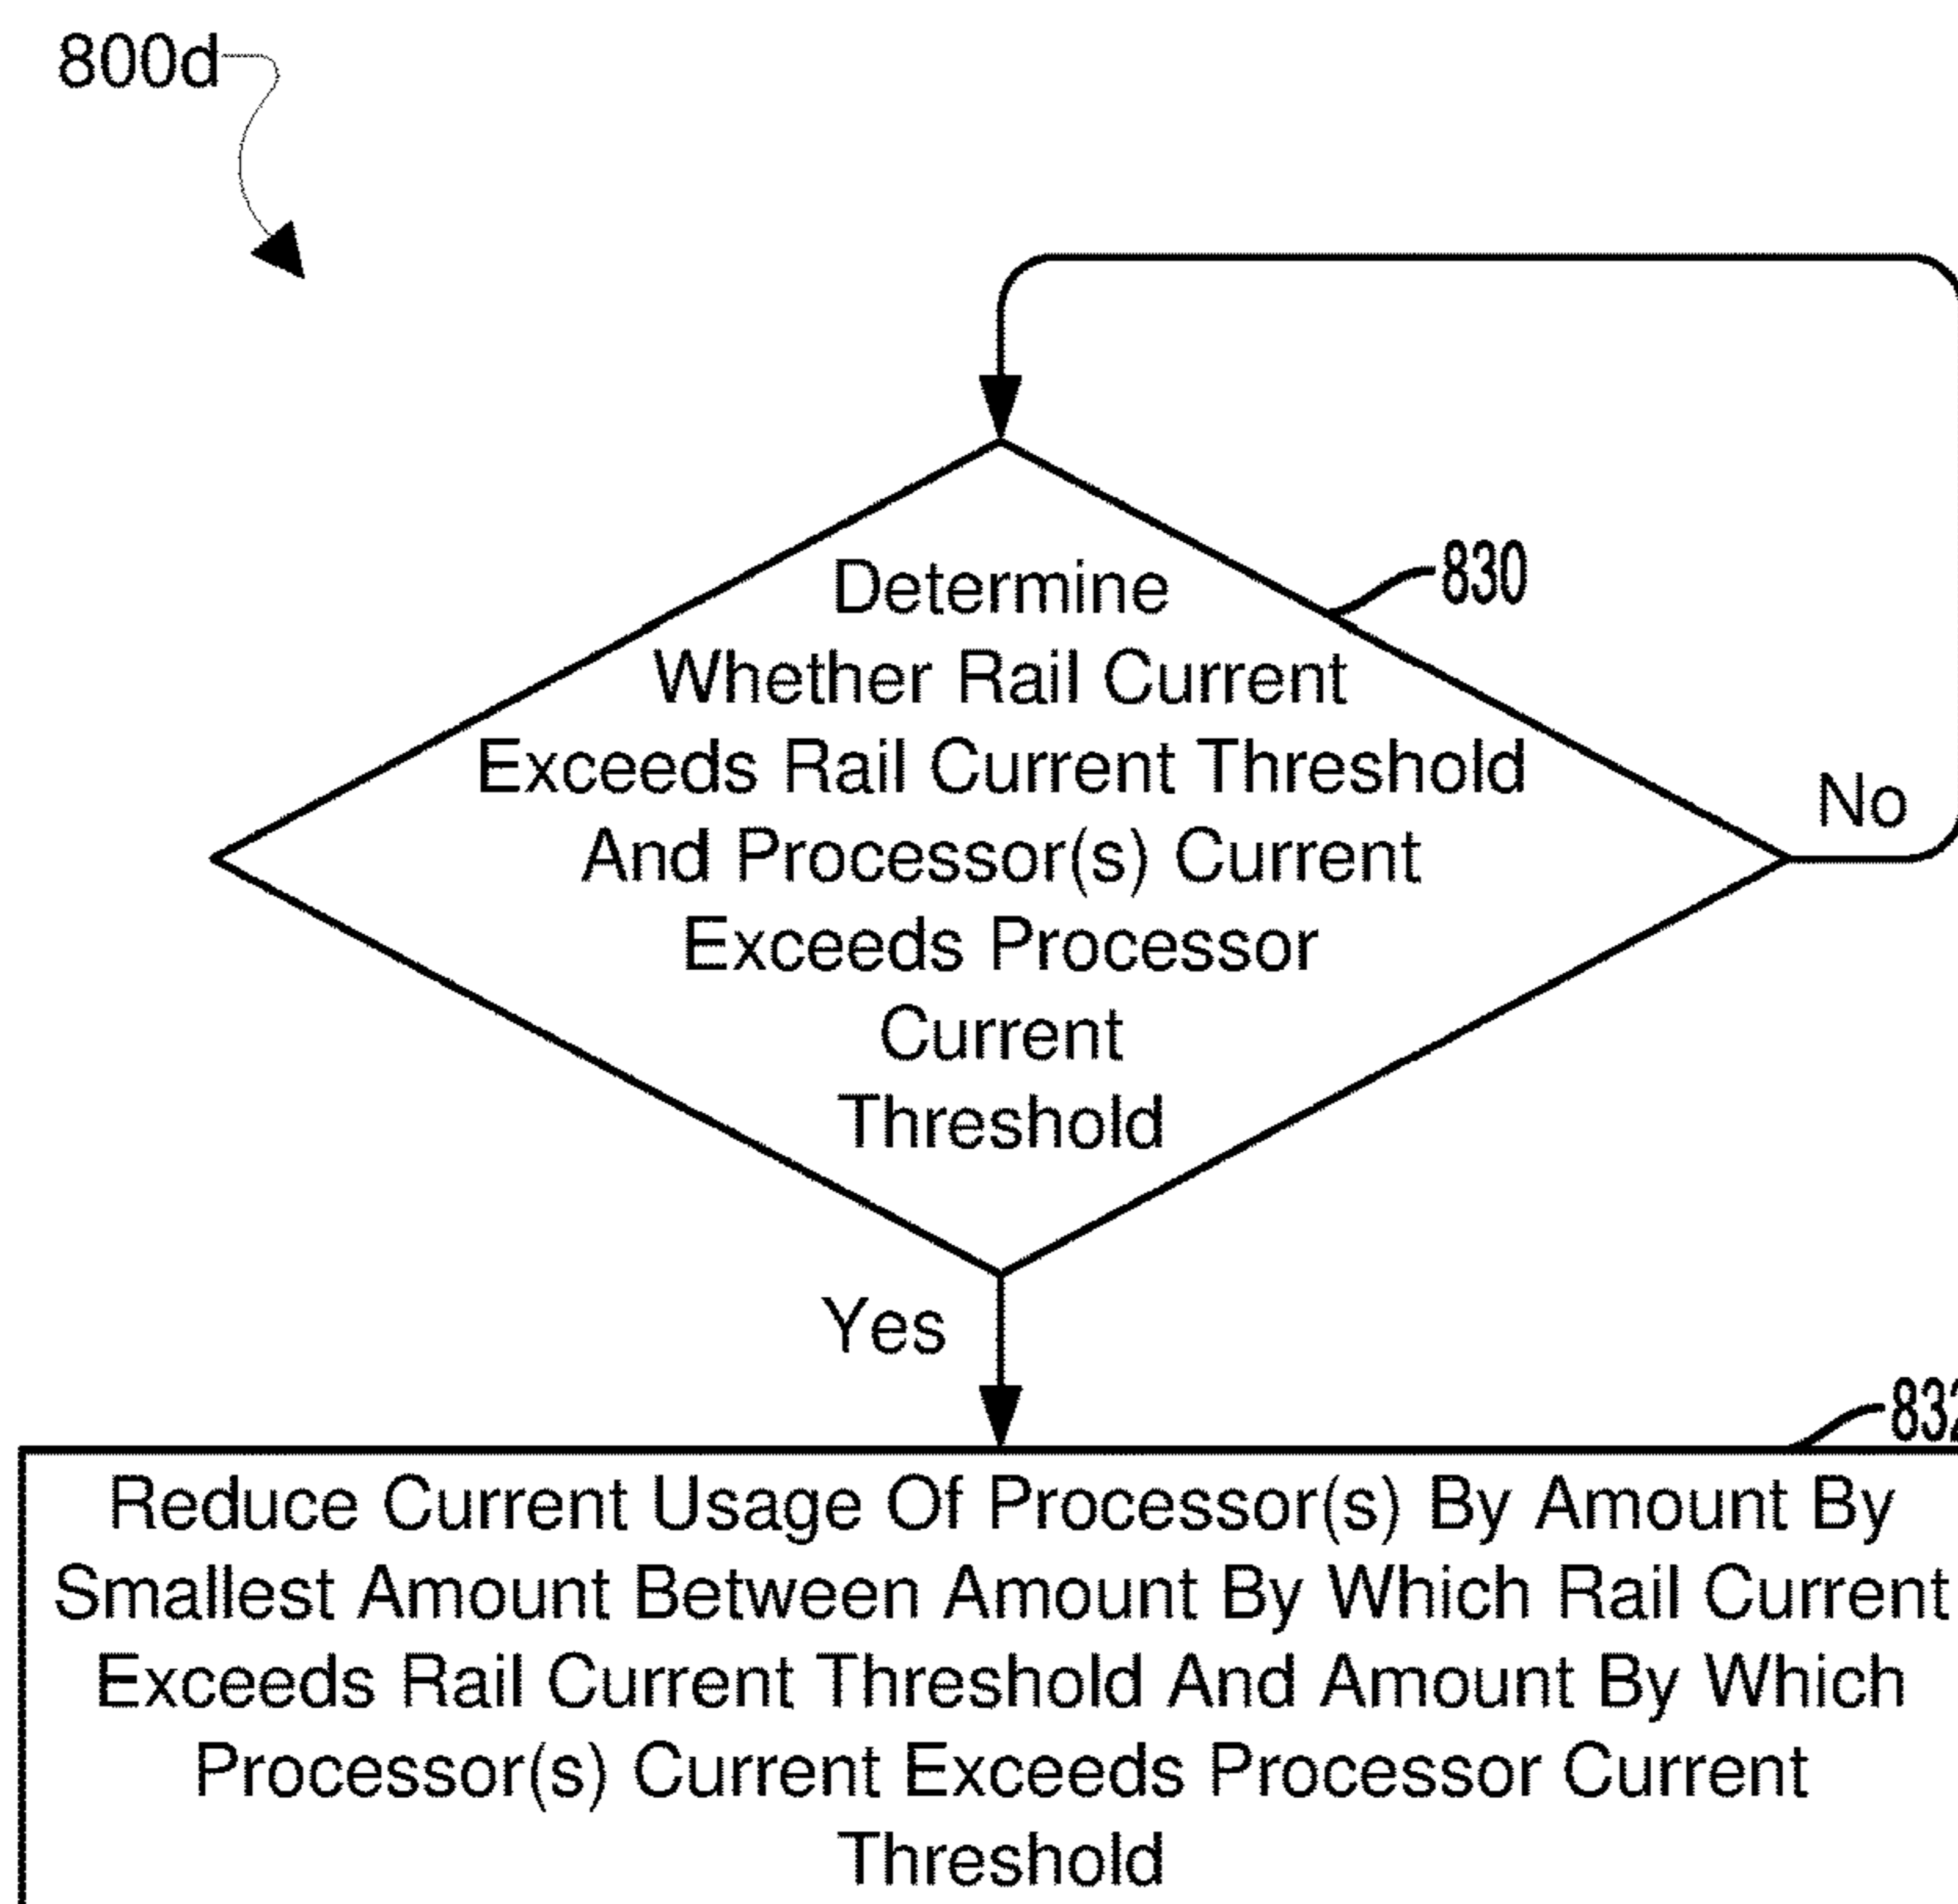 800d
Determine
Whether Rail Current
Exceeds Rail Current Threshold
And Processor(s) Current
Exceeds Processor
Current
Threshold
830
No
Yes
832
Reduce Current Usage Of Processor(s) By Amount By
Smallest Amount Between Amount By Which Rail Current
Exceeds Rail Current Threshold And Amount By Which
Processor(s) Current Exceeds Processor Current
Threshold